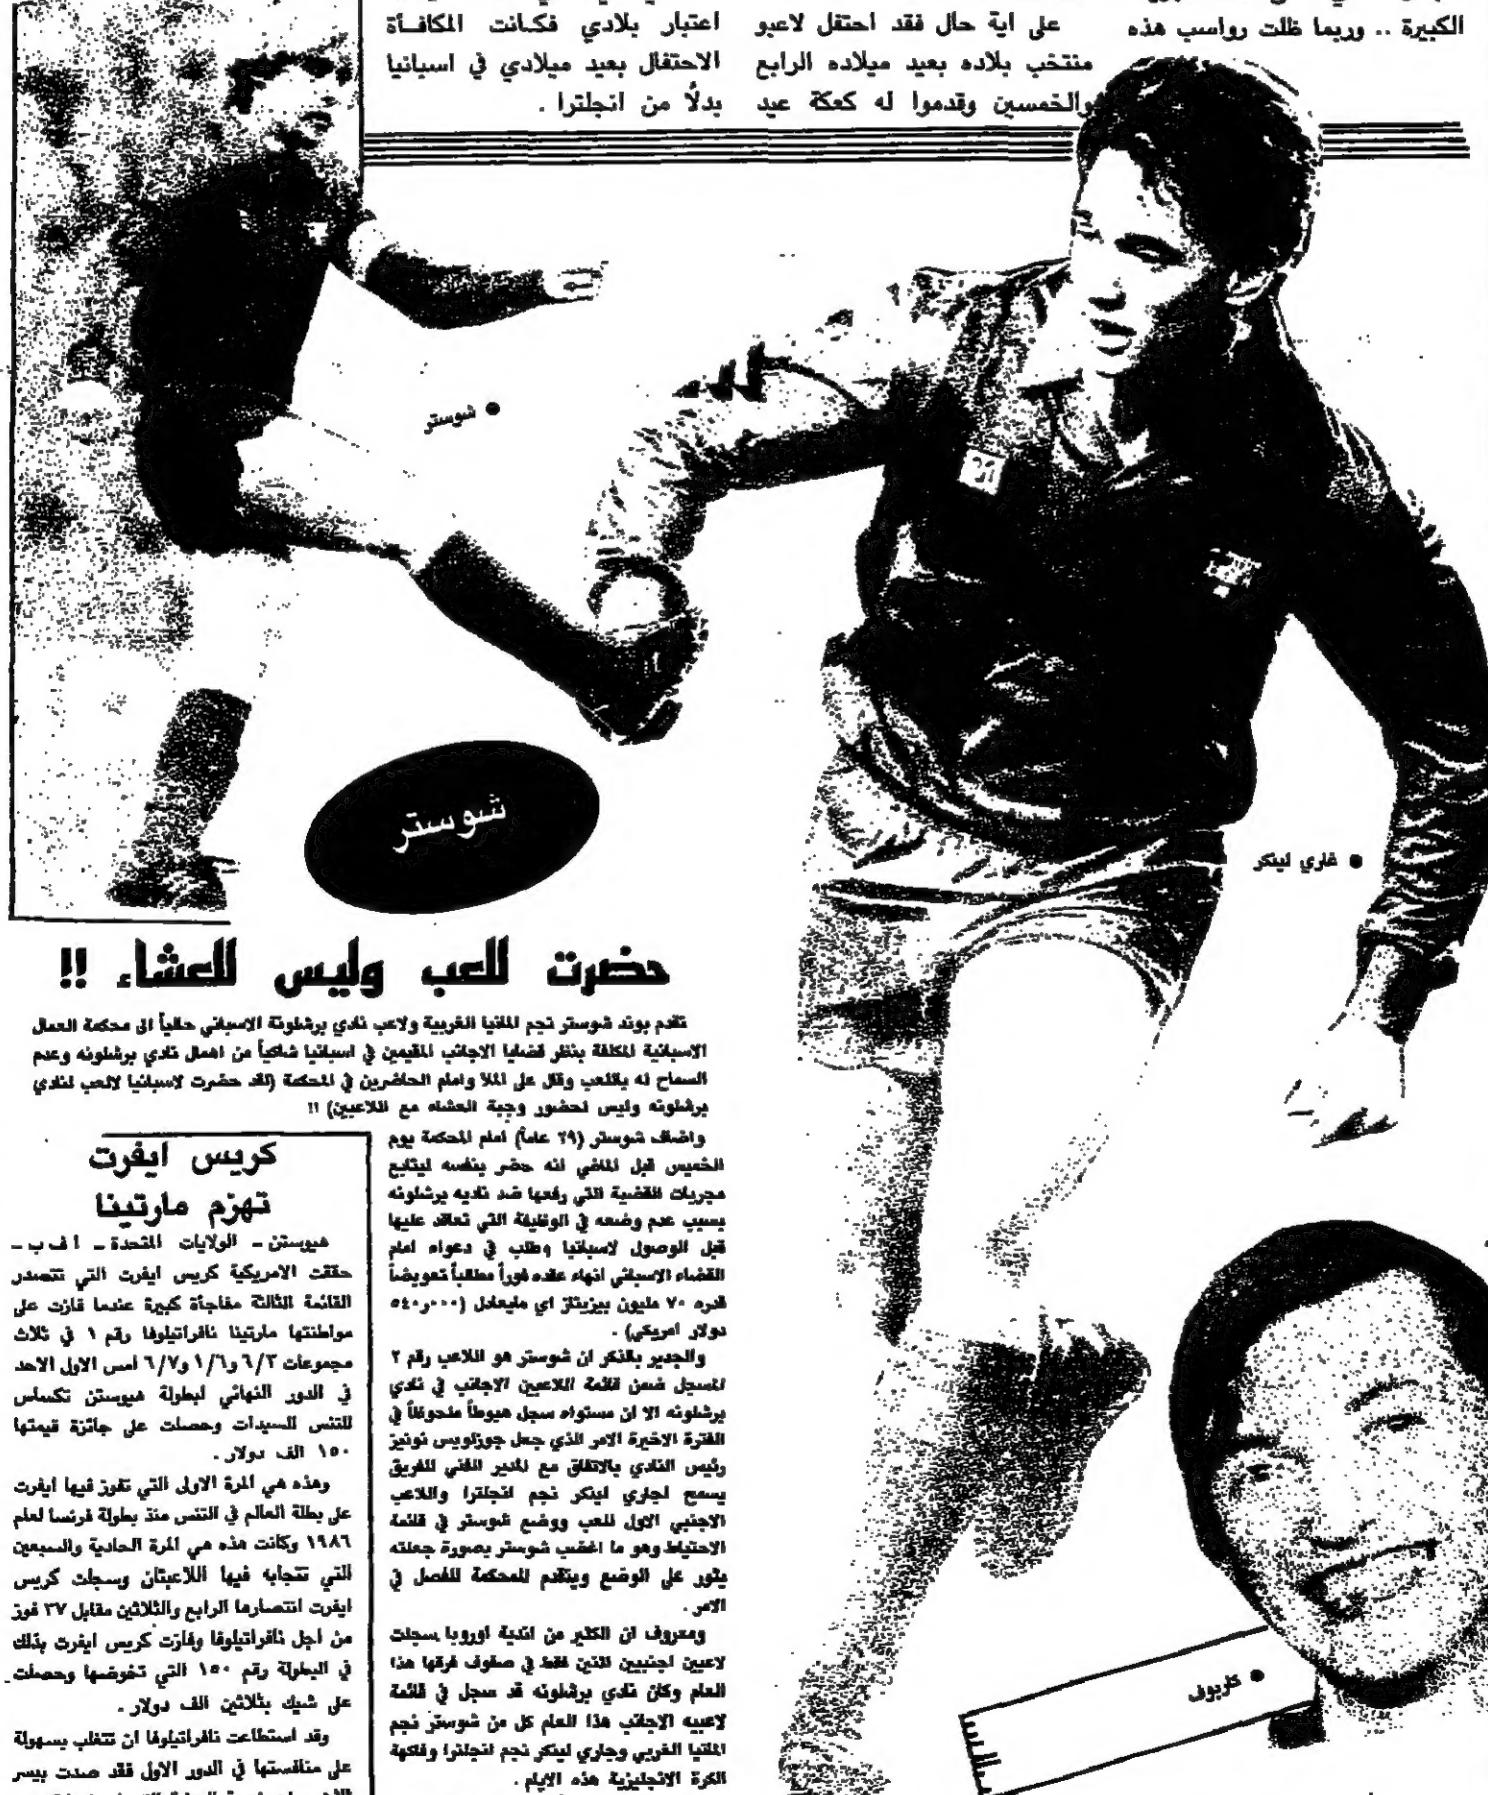 الكبيرة .. وربما ظلت رواسب هذه
على اية حال فقد احتفل لاعبو
منتخب بلاده بعيد ميلاده الرابع
والخمسين وقدموا له كعكة عيد
اعتبار بلادي فكانت المكافأة
الاحتفال بعيد ميلادي في اسبانيا
بدلًا من انجلترا .
● شوستر
شوستر
● غاري لينكر
حضرت للعب وليس للعشاء !!
تقدم بوند شوستر نجم المانيا الغربية ولاعب نادي برشلونة الاسباني حالياً الى محكمة العمال
الاسبانية المكلفة بنظر قضايا الاجانب المقيمين في اسبانيا شاكياً من اهمال نادي برشلونه وعدم
السماح له باللعب وقال على الملا وامام الحاضرين في المحكمة (لقد حضرت لاسبانيا لالعب لنادي
برشلونه وليس لحضور وجبة العشاء مع اللاعبين) !!
واضاف شوستر (٢٩ عاماً) امام المحكمة يوم
الخميس قبل الماضي انه حضر بنفسه ليتابع
مجريات القضية التي رفعها ضد ناديه برشلونه
بسبب عدم وضعه في الوظيفة التي تعاقد عليها
قبل الوصول لاسبانيا وطلب في دعواه امام
القضاء الاسباني انهاء عقده فوراً مطالباً تعويضاً
قدره ٧٠ مليون بيزيتاز اي مايعادل (٥٤٠٫٠٠٠
دولار امريكي) .
والجدير بالذكر ان شوستر هو اللاعب رقم ٢
المسجل ضمن قائمة اللاعبين الاجانب في نادي
برشلونه الا ان مستواه سجل هبوطاً ملحوظاً في
الفترة الاخيرة الامر الذي جعل جوزلويس نونيز
رئيس النادي بالاتفاق مع المدير الفني للفريق
يسمح لجاري لينكر نجم انجلترا واللاعب
الاجنبي الاول للعب ووضع شوستر في قائمة
الاحتياط وهو ما اغضب شوستر بصورة جعلته
يثور على الوضع ويتقدم للمحكمة للفصل في
الامر .
ومعروف ان الكثير من اندية اوروبا سجلت
لاعبين اجنبيين اثنين فقط في صفوف فرقها هذا
العام وكان نادي برشلونه قد سجل في قائمة
لاعبيه الاجانب هذا العام كل من شوستر نجم
المانيا الغربي وجاري لينكر نجم انجلترا وفاكهة
الكرة الانجليزية هذه الايام .
كريس ايفرت
تهزم مارتينا
هيوستن ـ الولايات المتحدة ـ أ ف ب ـ
حققت الامريكية كريس ايفرت التي تتصدر
القائمة الثالثة مفاجأة كبيرة عندما فازت على
مواطنتها مارتينا نافراتيلوفا رقم ١ في ثلاث
مجموعات ٦/٣ و١/٦ و٦/٧ أمس الاول الاحد
في الدور النهائي لبطولة هيوستن تكساس
للتنس للسيدات وحصلت على جائزة قيمتها
١٥٠ الف دولار .
وهذه هي المرة الاولى التي تفوز فيها ايفرت
على بطلة العالم في التنس منذ بطولة فرنسا لعام
١٩٨٦ وكانت هذه هي المرة الحادية والسبعين
التي تتجابه فيها اللاعبتان وسجلت كريس
ايفرت انتصارها الرابع والثلاثين مقابل ٣٧ فوز
من اجل نافراتيلوفا وفازت كريس ايفرت بذلك
في البطولة رقم ١٥٠ التي تخوضها وحصلت
على شيك بثلاثين الف دولار .
وقد استطاعت نافراتيلوفا ان تتغلب بسهولة
على منافستها في الدور الاول فقد صدت بيسر
● كاربوف